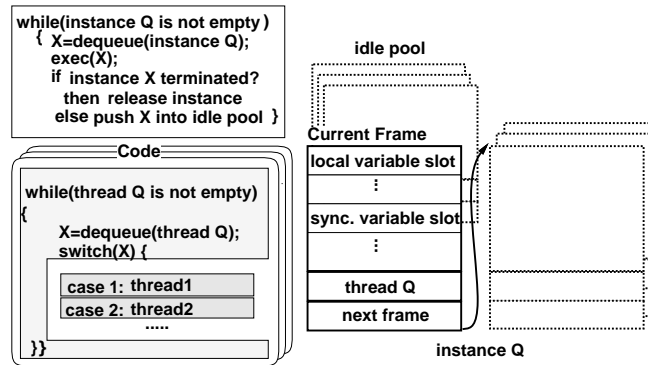 while(instance Q is not empty )
{ X=dequeue(instance Q);
exec(X);
if instance X terminated?
then release instance
else push X into idle pool }
Code
while(thread Q is not empty)
{
X=dequeue(thread Q);
switch(X) {
case 1: thread1
case 2: thread2
.....
}}
idle pool
Current Frame
local variable slot
⋮
sync. variable slot
⋮
thread Q
next frame
instance Q